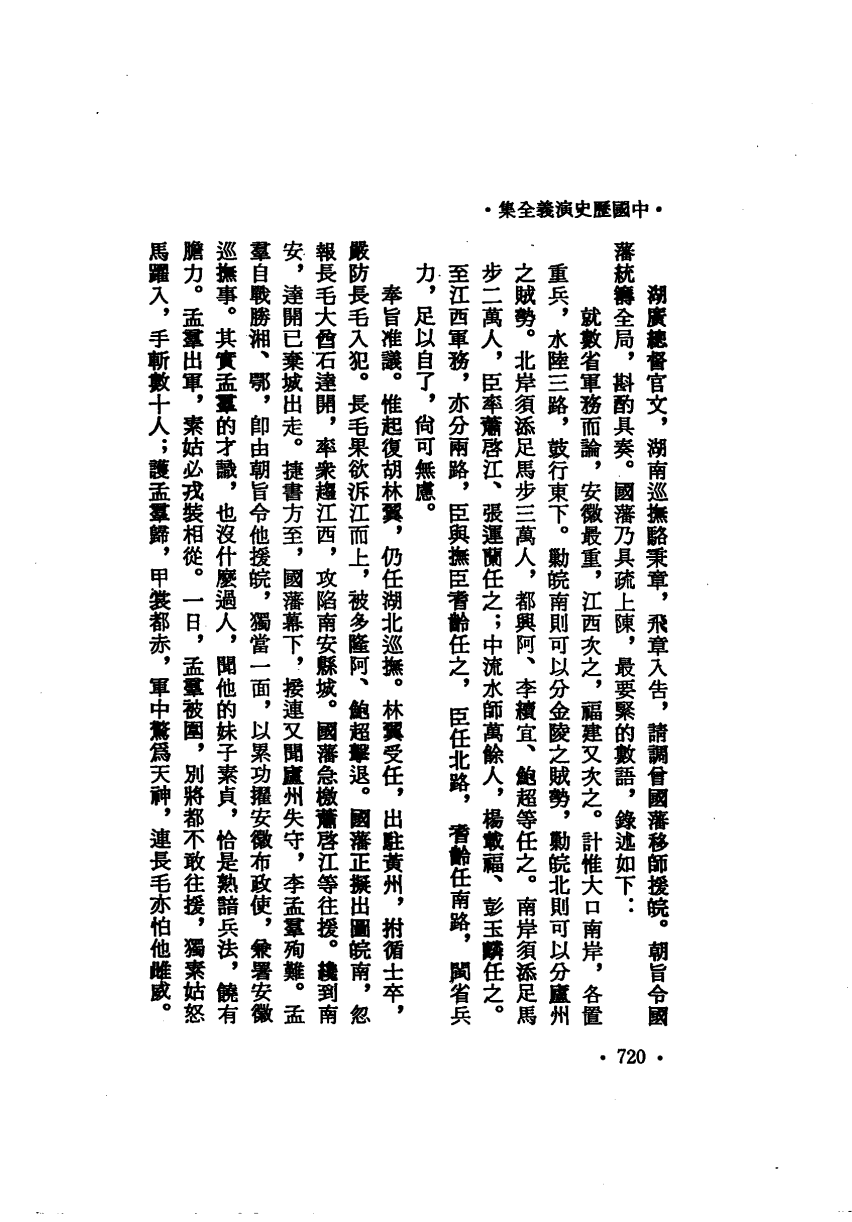 ·中國歷史演義全集·
湖廣總督官文，湖南巡撫駱秉章，飛章入告，請調曾國藩移師援皖。朝旨令國
藩統籌全局，斟酌具奏。國藩乃具疏上陳，最要緊的數語，錄述如下：
就數省軍務而論，安徽最重，江西次之，福建又次之。計惟大口南岸，各置
重兵，水陸三路，鼓行東下。勦皖南則可以分金陵之賊勢，勦皖北則可以分廬州
之賊勢。北岸須添足馬步三萬人，都興阿、李續宜、鮑超等任之。南岸須添足馬
步二萬人，臣率蕭啓江、張運蘭任之；中流水師萬餘人，楊載福、彭玉麟任之。
至江西軍務，亦分兩路，臣與撫臣耆齡任之，臣任北路，耆齡任南路，閩省兵
力，足以自了，尙可無慮。
奉旨准議。惟起復胡林翼，仍任湖北巡撫。林翼受任，出駐黃州，拊循士卒，
嚴防長毛入犯。長毛果欲泝江而上，被多隆阿、鮑超擊退。國藩正擬出圖皖南，忽
報長毛大酋石達開，率衆趨江西，攻陷南安縣城。國藩急檄蕭啓江等往援。纔到南
安，達開已棄城出走。捷書方至，國藩幕下，接連又聞廬州失守，李孟羣殉難。孟
羣自戰勝湘、鄂，卽由朝旨令他援皖，獨當一面，以累功擢安徽布政使，兼署安徽
巡撫事。其實孟羣的才識，也沒什麼過人，聞他的妹子素貞，恰是熟諳兵法，饒有
膽力。孟羣出軍，素姑必戎裝相從。一日，孟羣被圍，別將都不敢往援，獨素姑怒
馬躍入，手斬數十人；護孟羣歸，甲裳都赤，軍中驚爲天神，連長毛亦怕他雌威。
·720·